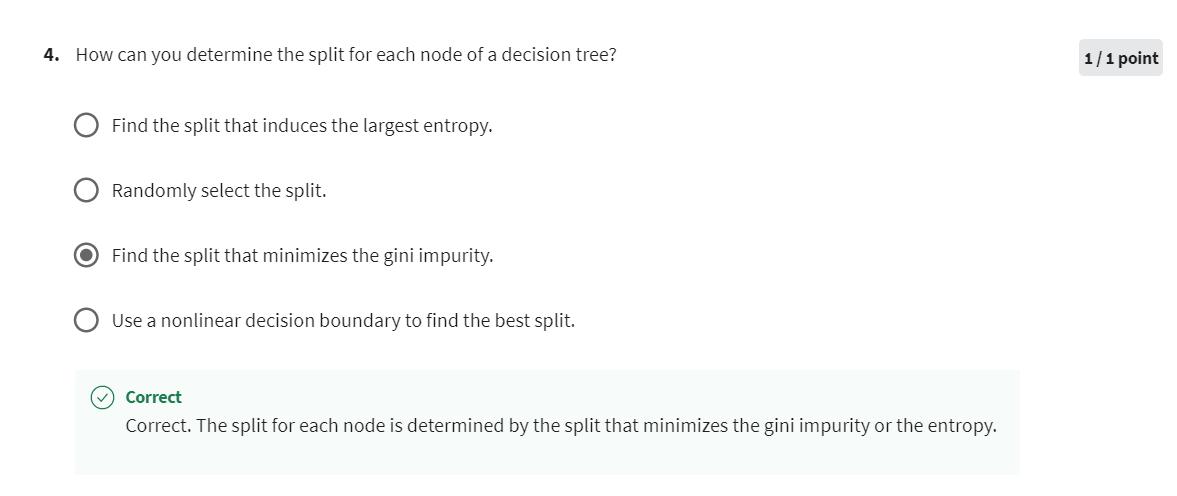 4. How can you determine the split for each node of a decision tree?
1 / 1 point
Find the split that induces the largest entropy.
Randomly select the split.
Find the split that minimizes the gini impurity.
Use a nonlinear decision boundary to find the best split.
Correct
Correct. The split for each node is determined by the split that minimizes the gini impurity or the entropy.